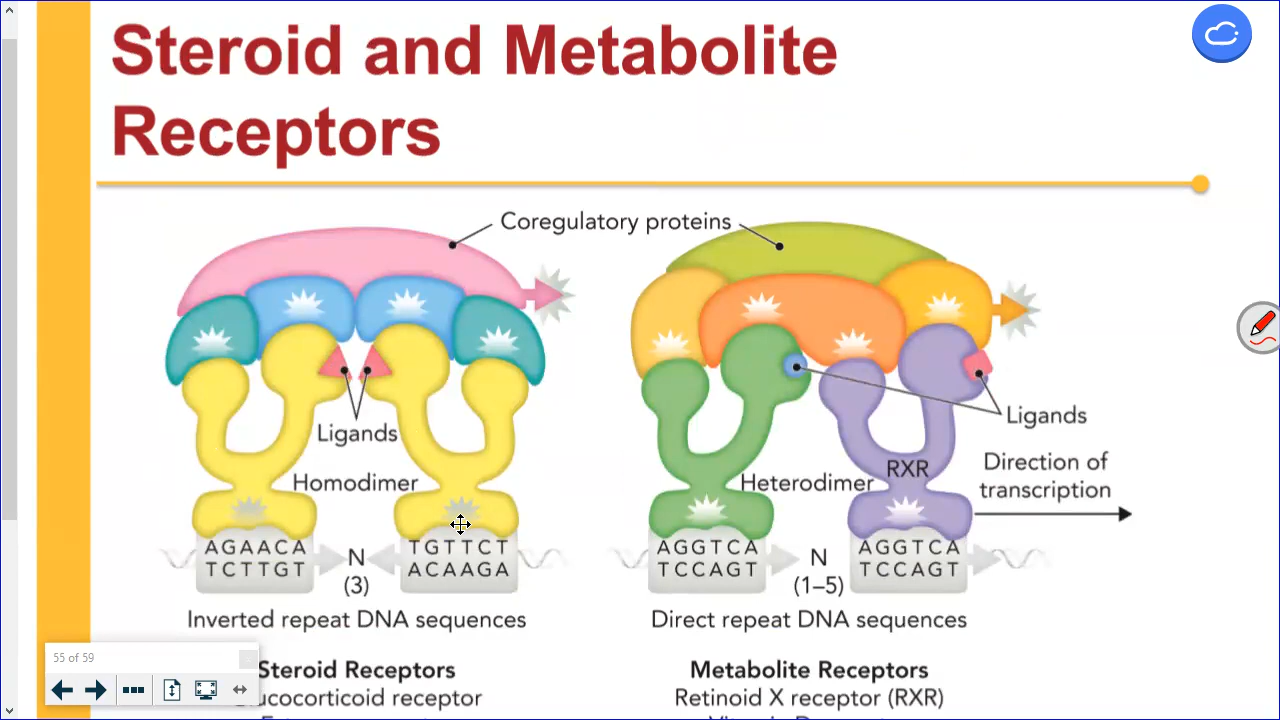 Steroid and Metabolite
Receptors
Coregulatory proteins
Ligands
Ligands
Homodimer
Heterodimer
RXR
Direction of
transcription
AGAACA
TCTTGT
N
(3)
TGTTCT
ACAAGA
AGGTCA
TCCAGT
N
(1–5)
AGGTCA
TCCAGT
Inverted repeat DNA sequences
Direct repeat DNA sequences
55 of 59
Steroid Receptors
receptor
Metabolite Receptors
Retinoid X receptor (RXR)